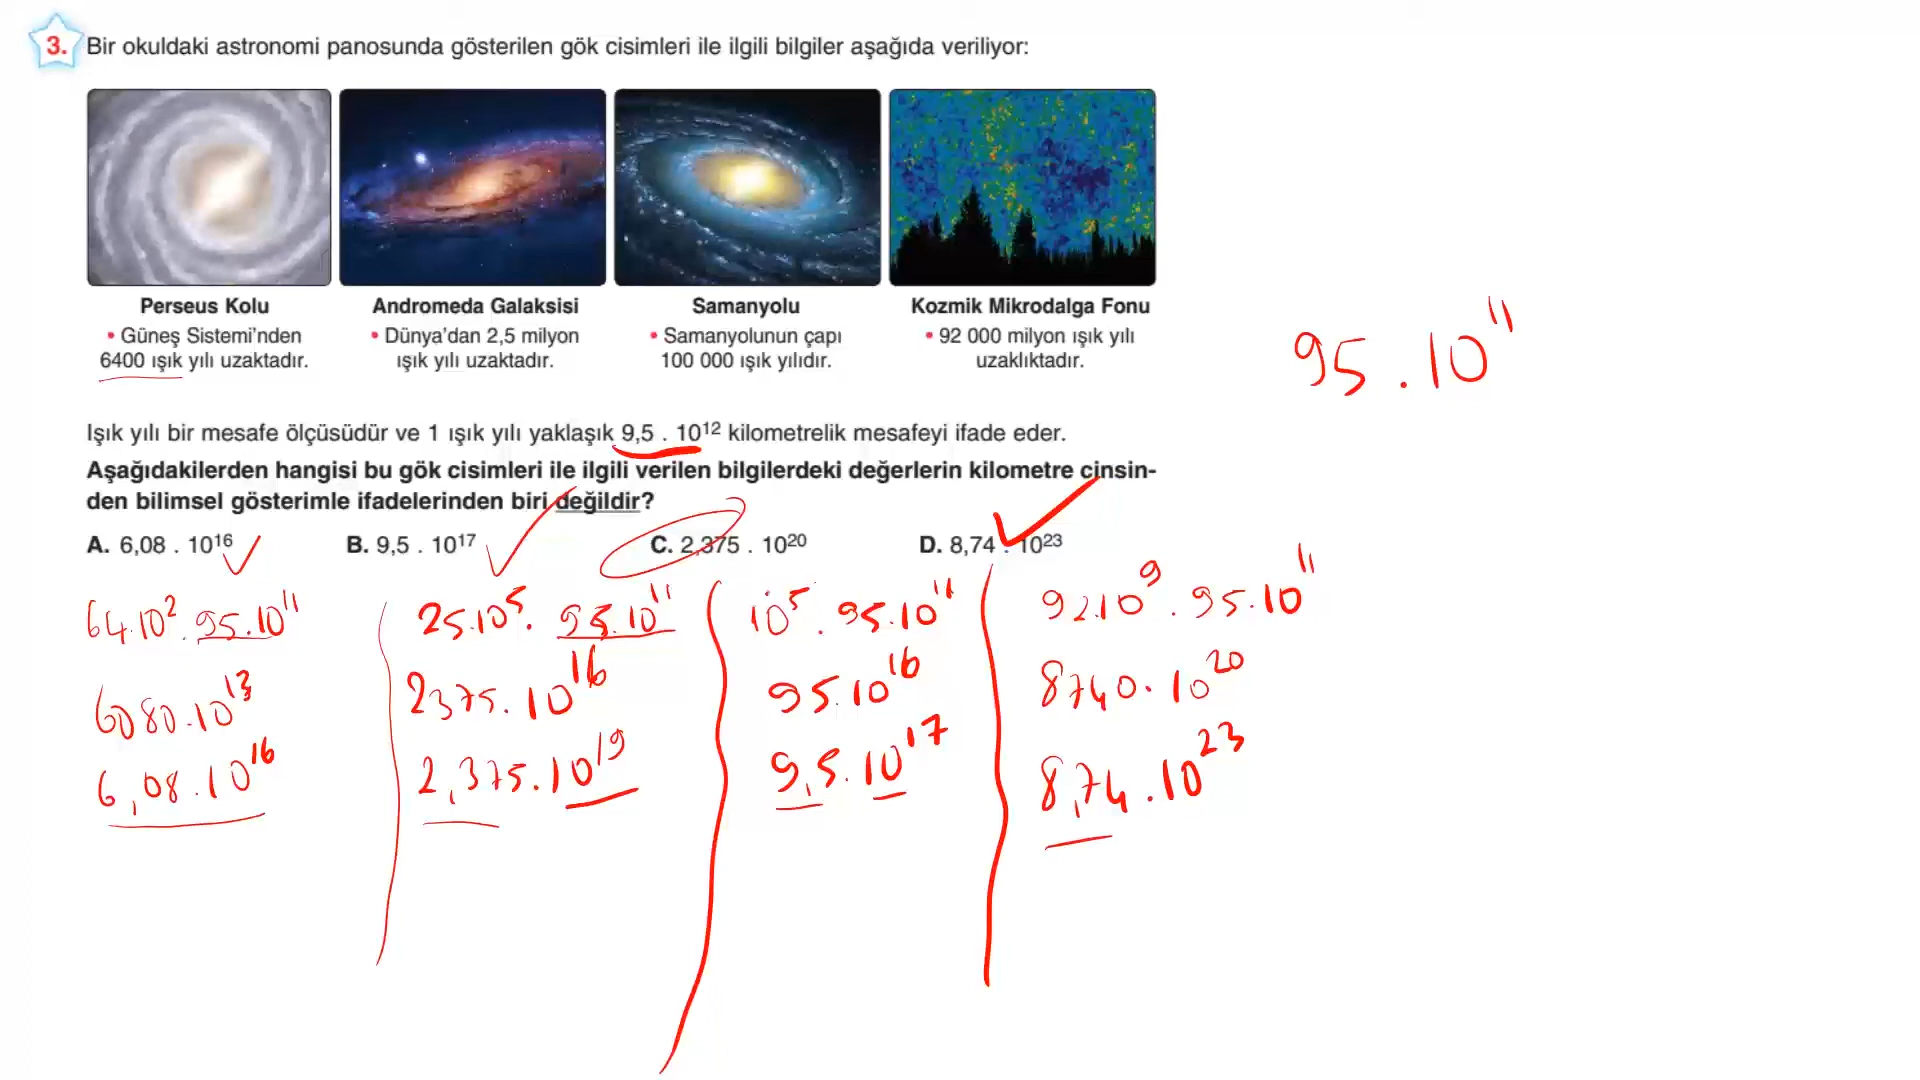 3. Bir okuldaki astronomi panosunda gösterilen gök cisimleri ile ilgili bilgiler aşağıda veriliyor:
Perseus Kolu
• Güneş Sistemi'nden
6400 ışık yılı uzaktadır.
Andromeda Galaksisi
• Dünya'dan 2,5 milyon
ışık yılı uzaktadır.
Samanyolu
• Samanyolunun çapı
100 000 ışık yılıdır.
Kozmik Mikrodalga Fonu
• 92 000 milyon ışık yılı
uzaklıktadır.
95 . 10¹¹
Işık yılı bir mesafe ölçüsüdür ve 1 ışık yılı yaklaşık 9,5 . 10¹² kilometrelik mesafeyi ifade eder.
Aşağıdakilerden hangisi bu gök cisimleri ile ilgili verilen bilgilerdeki değerlerin kilometre cinsin-
den bilimsel gösterimle ifadelerinden biri değildir?
A. 6,08 . 10¹⁶ B. 9,5 . 10¹⁷ C. 2,375 . 10²⁰ D. 8,74 . 10²³
64.10² . 95.10¹¹
6080.10¹³
6,08.10¹⁶
25.10⁵ . 95.10¹¹
2375.10¹⁶
2,375.10¹⁹
10⁵ . 95.10¹¹
95.10¹⁶
9,5.10¹⁷
92.10⁹ . 95.10¹¹
8740.10²⁰
8,74.10²³